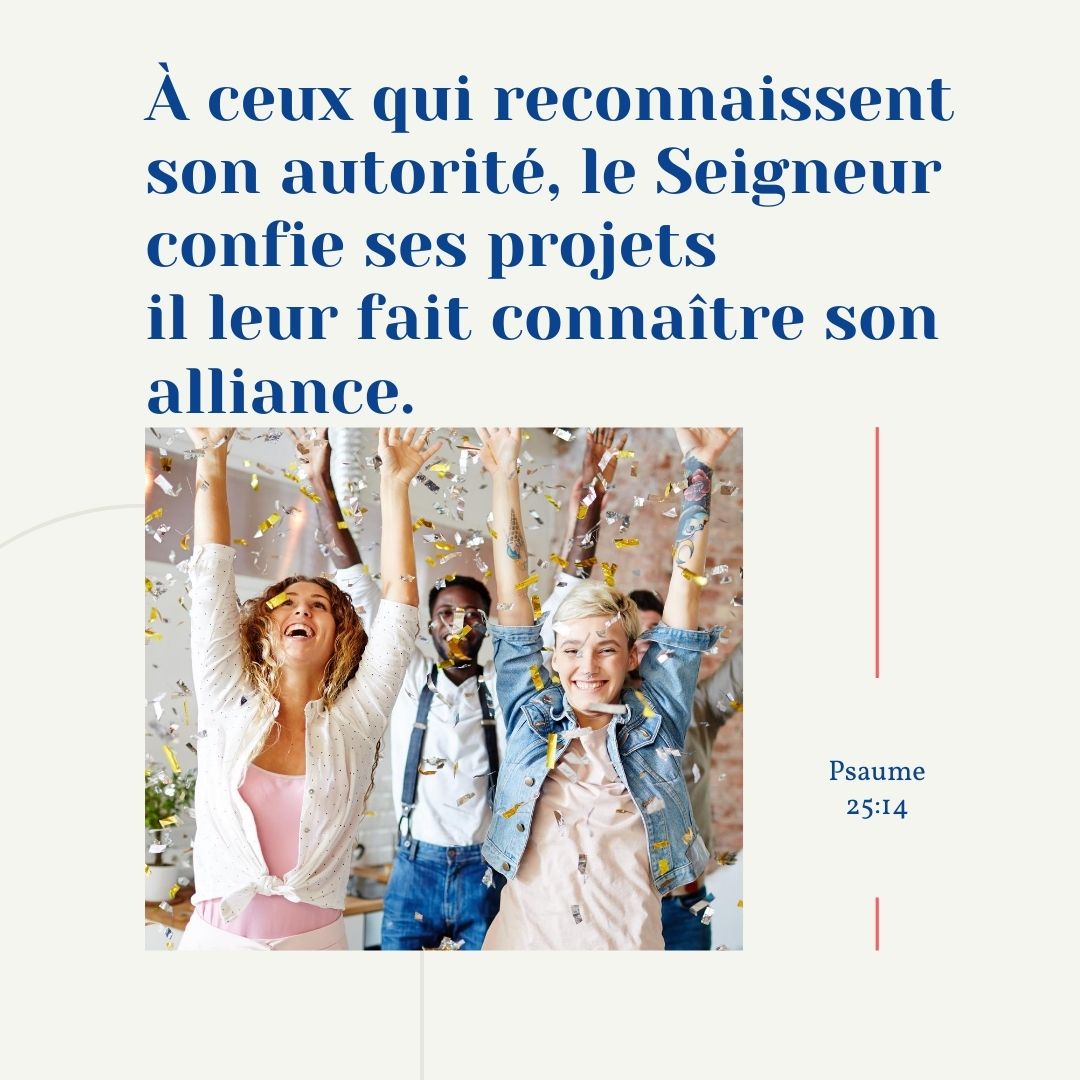 À ceux qui reconnaissent
son autorité, le Seigneur
confie ses projets
il leur fait connaître son
alliance.
Psaume
25:14